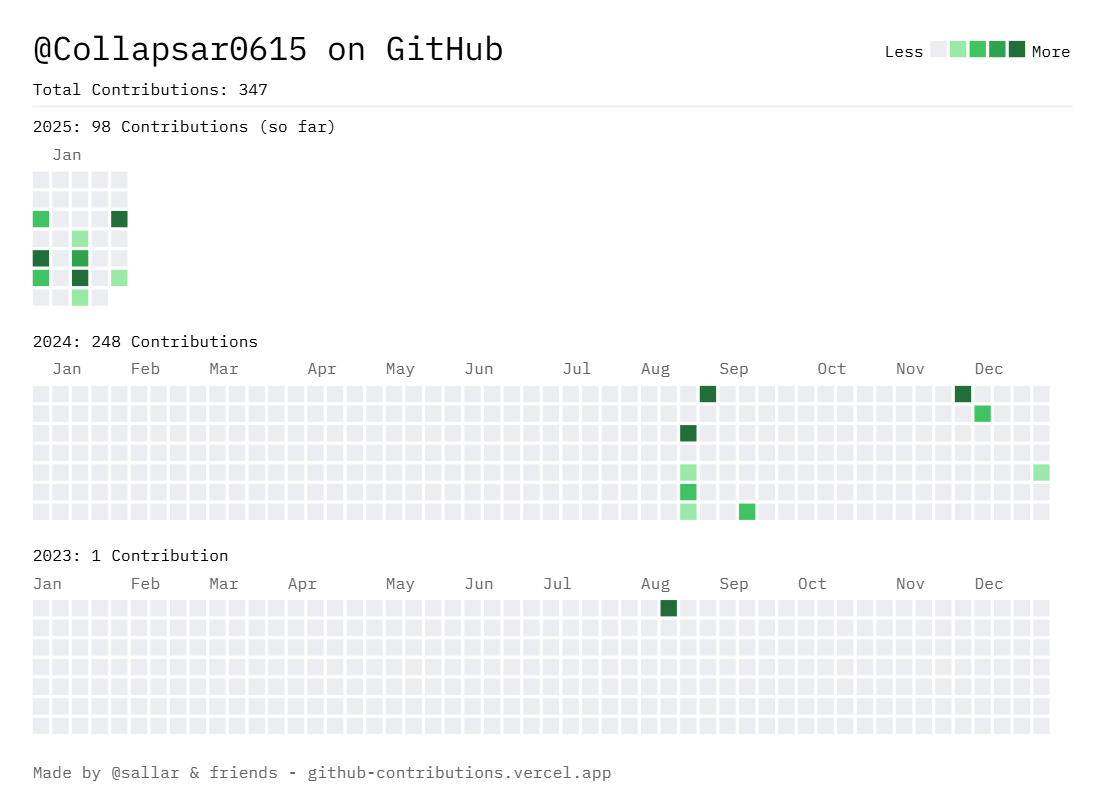 @Collapsar0615 on GitHub
Less More
Total Contributions: 347
2025: 98 Contributions (so far)
Jan
2024: 248 Contributions
Jan Feb Mar Apr May Jun Jul Aug Sep Oct Nov Dec
2023: 1 Contribution
Jan Feb Mar Apr May Jun Jul Aug Sep Oct Nov Dec
Made by @sallar & friends - github-contributions.vercel.app